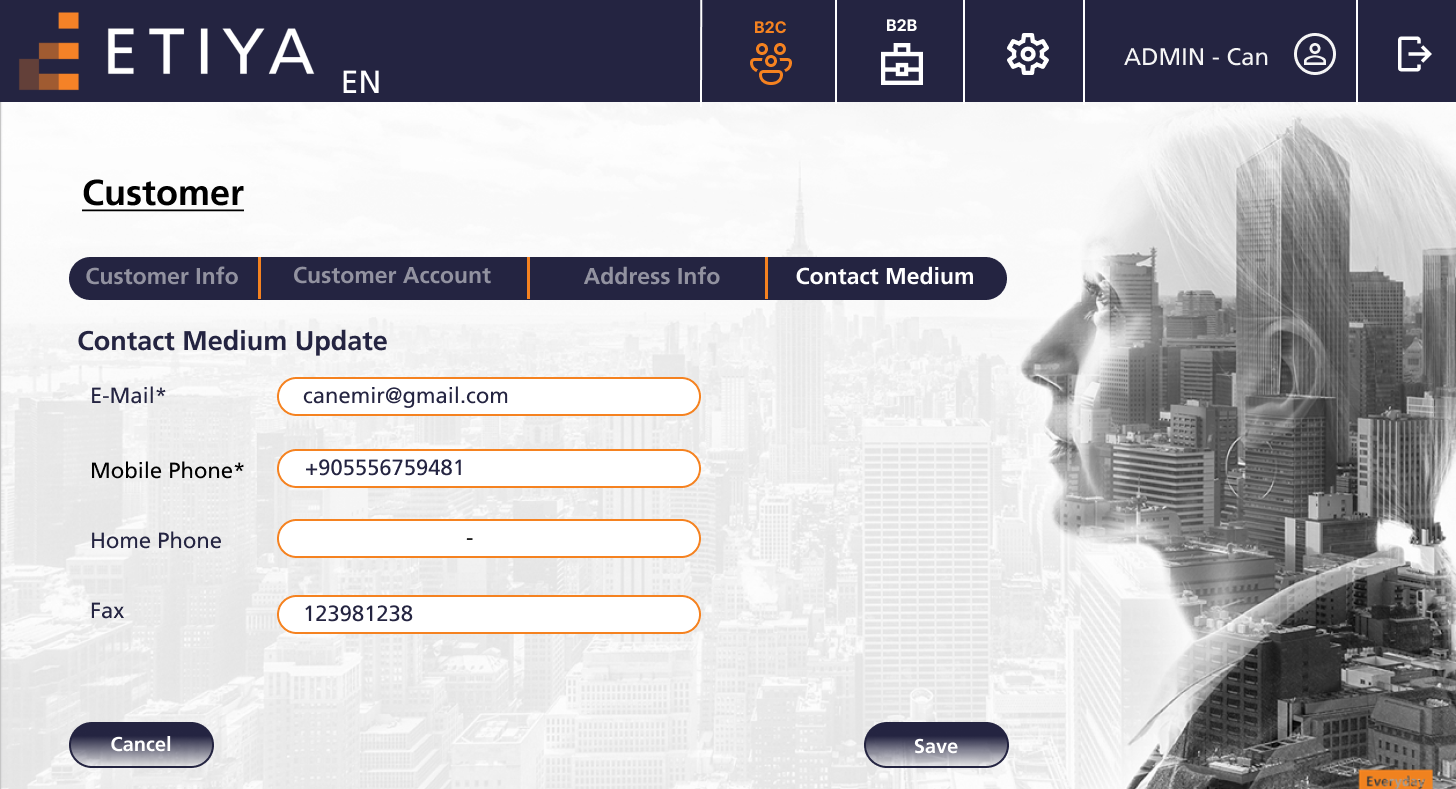 ETIYA
EN
B2C
B2B
ADMIN - Can
Customer
Customer Info
Customer Account
Address Info
Contact Medium
Contact Medium Update
E-Mail*
canemir@gmail.com
Mobile Phone*
+905556759481
Home Phone
-
Fax
123981238
Cancel
Save